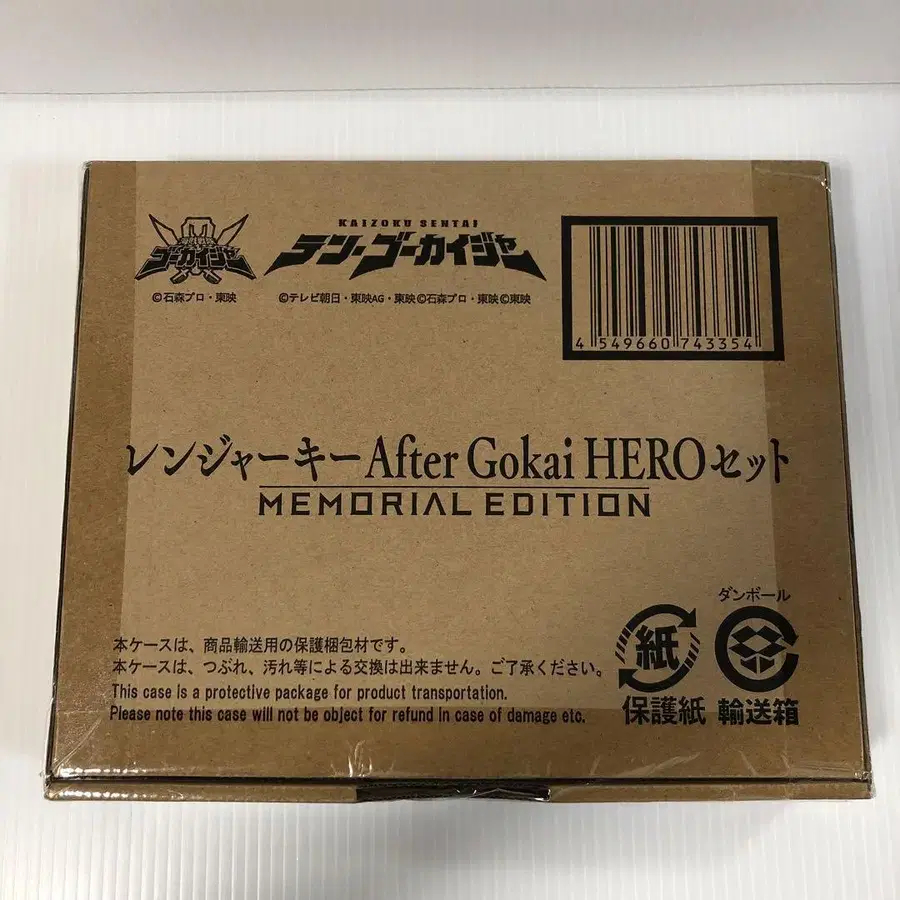 ゴーカイジャー
©石森プロ・東映
KAIZOKU SENTAI
テン・ゴーカイジャー
©テレビ朝日・東映AG・東映©石森プロ・東映©東映
4 549660 743354
レンジャーキー After Gokai HEROセット
MEMORIAL EDITION
ダンボール
本ケースは、商品輸送用の保護梱包材です。
本ケースは、つぶれ、汚れ等による交換は出来ません。ご了承ください。
This case is a protective package for product transportation.
Please note this case will not be object for refund in case of damage etc.
紙
保護紙
輸送箱